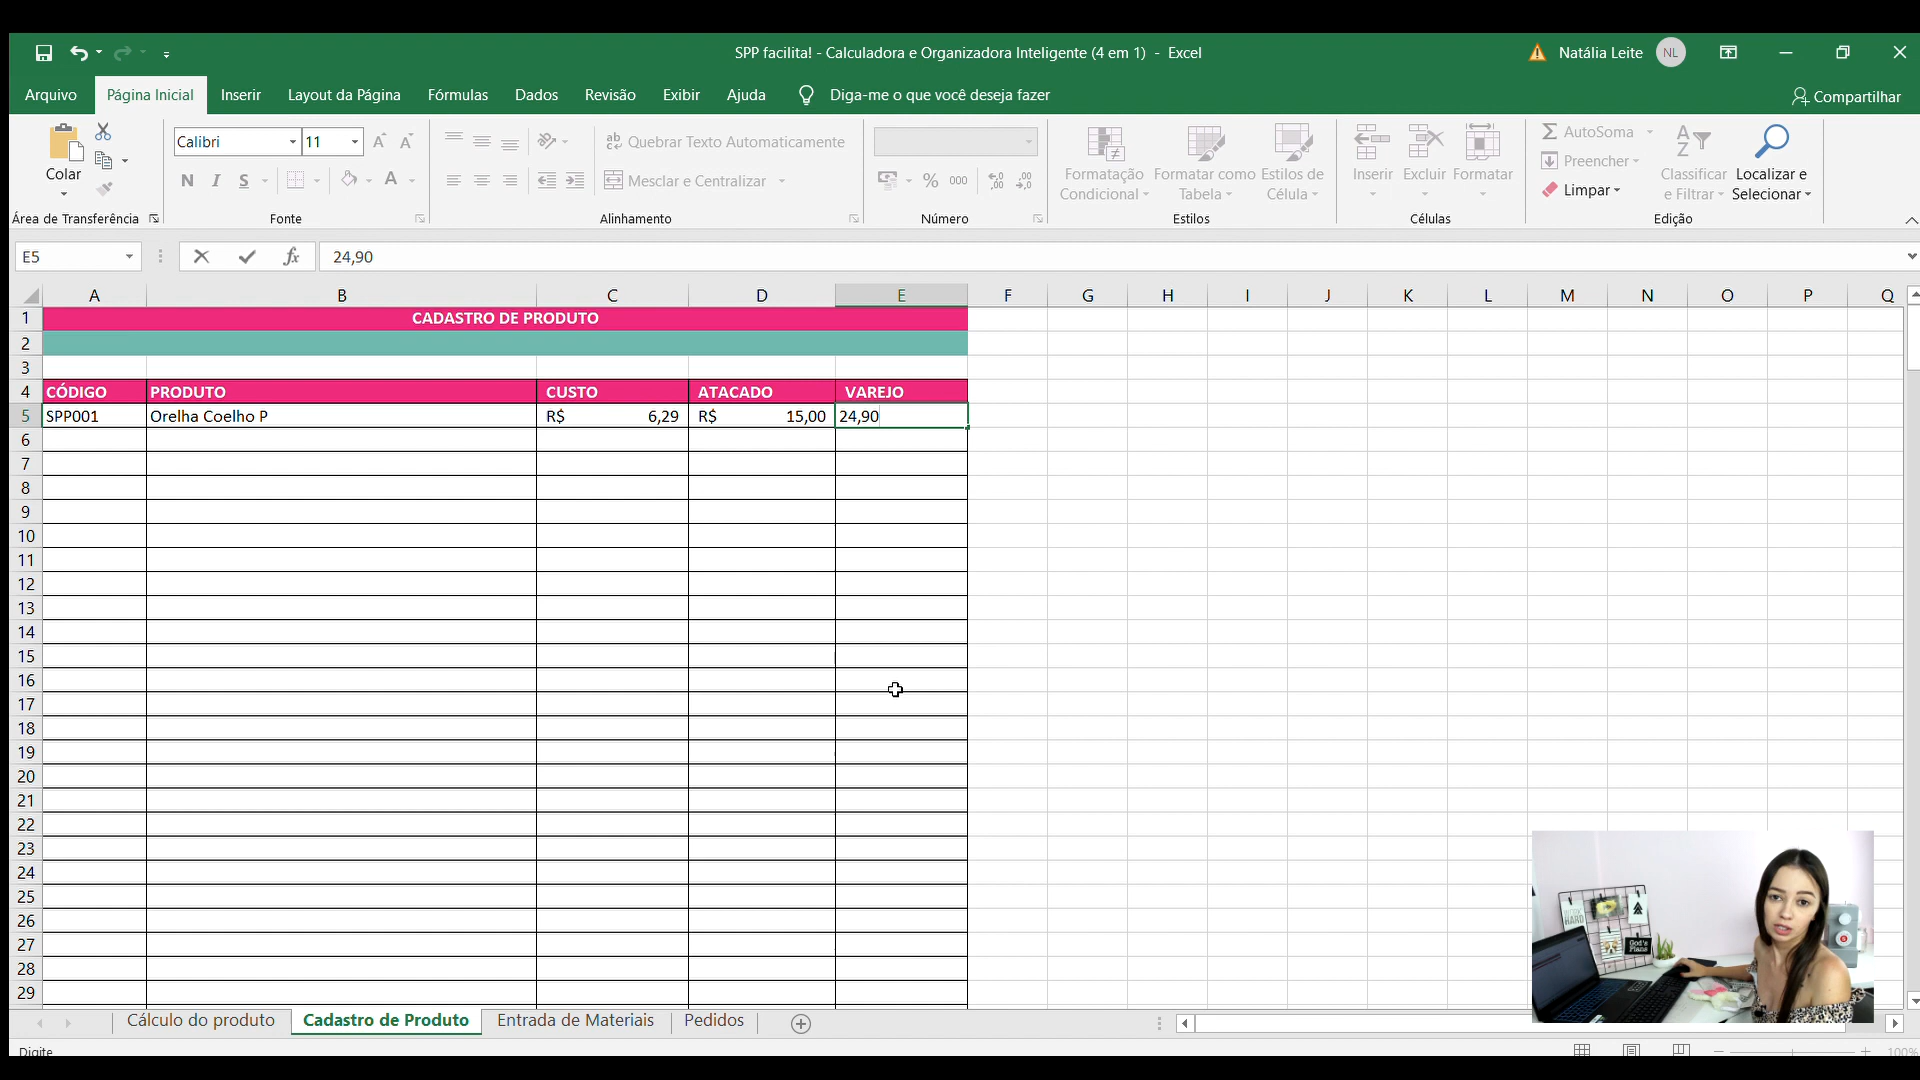 SPP facilita! - Calculadora e Organizadora Inteligente (4 em 1) - Excel
Natália Leite NL
Arquivo Página Inicial Inserir Layout da Página Fórmulas Dados Revisão Exibir Ajuda Diga-me o que você deseja fazer Compartilhar
Calibri 11 Quebrar Texto Automaticamente AutoSoma
Colar Preencher
N I S A Mesclar e Centralizar % 000 Limpar
Formatação Condicional Formatar como Tabela Estilos de Célula Inserir Excluir Formatar Classificar e Filtrar Localizar e Selecionar
Área de Transferência Fonte Alinhamento Número Estilos Células Edição
E5 fx 24,90
A B C D E F G H I J K L M N O P Q
1 CADASTRO DE PRODUTO
2
3
4 CÓDIGO PRODUTO CUSTO ATACADO VAREJO
5 SPP001 Orelha Coelho P R$ 6,29 R$ 15,00 24,90
6
7
8
9
10
11
12
13
14
15
16
17
18
19
20
21
22
23
24
25
26
27
28
29
God's Plans
Cálculo do produto Cadastro de Produto Entrada de Materiais Pedidos
Digite 100%